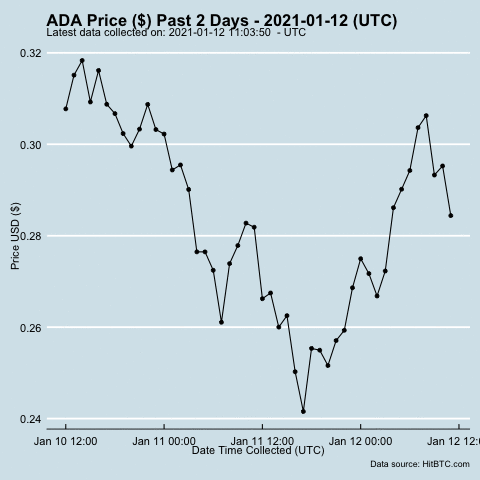 ADA Price ($) Past 2 Days - 2021-01-12 (UTC)
Latest data collected on: 2021-01-12 11:03:50 - UTC
0.32
0.30
0.28
0.26
0.24
Price USD ($)
Jan 10 12:00 Jan 11 00:00 Jan 11 12:00 Jan 12 00:00 Jan 12 12:0
Date Time Collected (UTC)
Data source: HitBTC.com